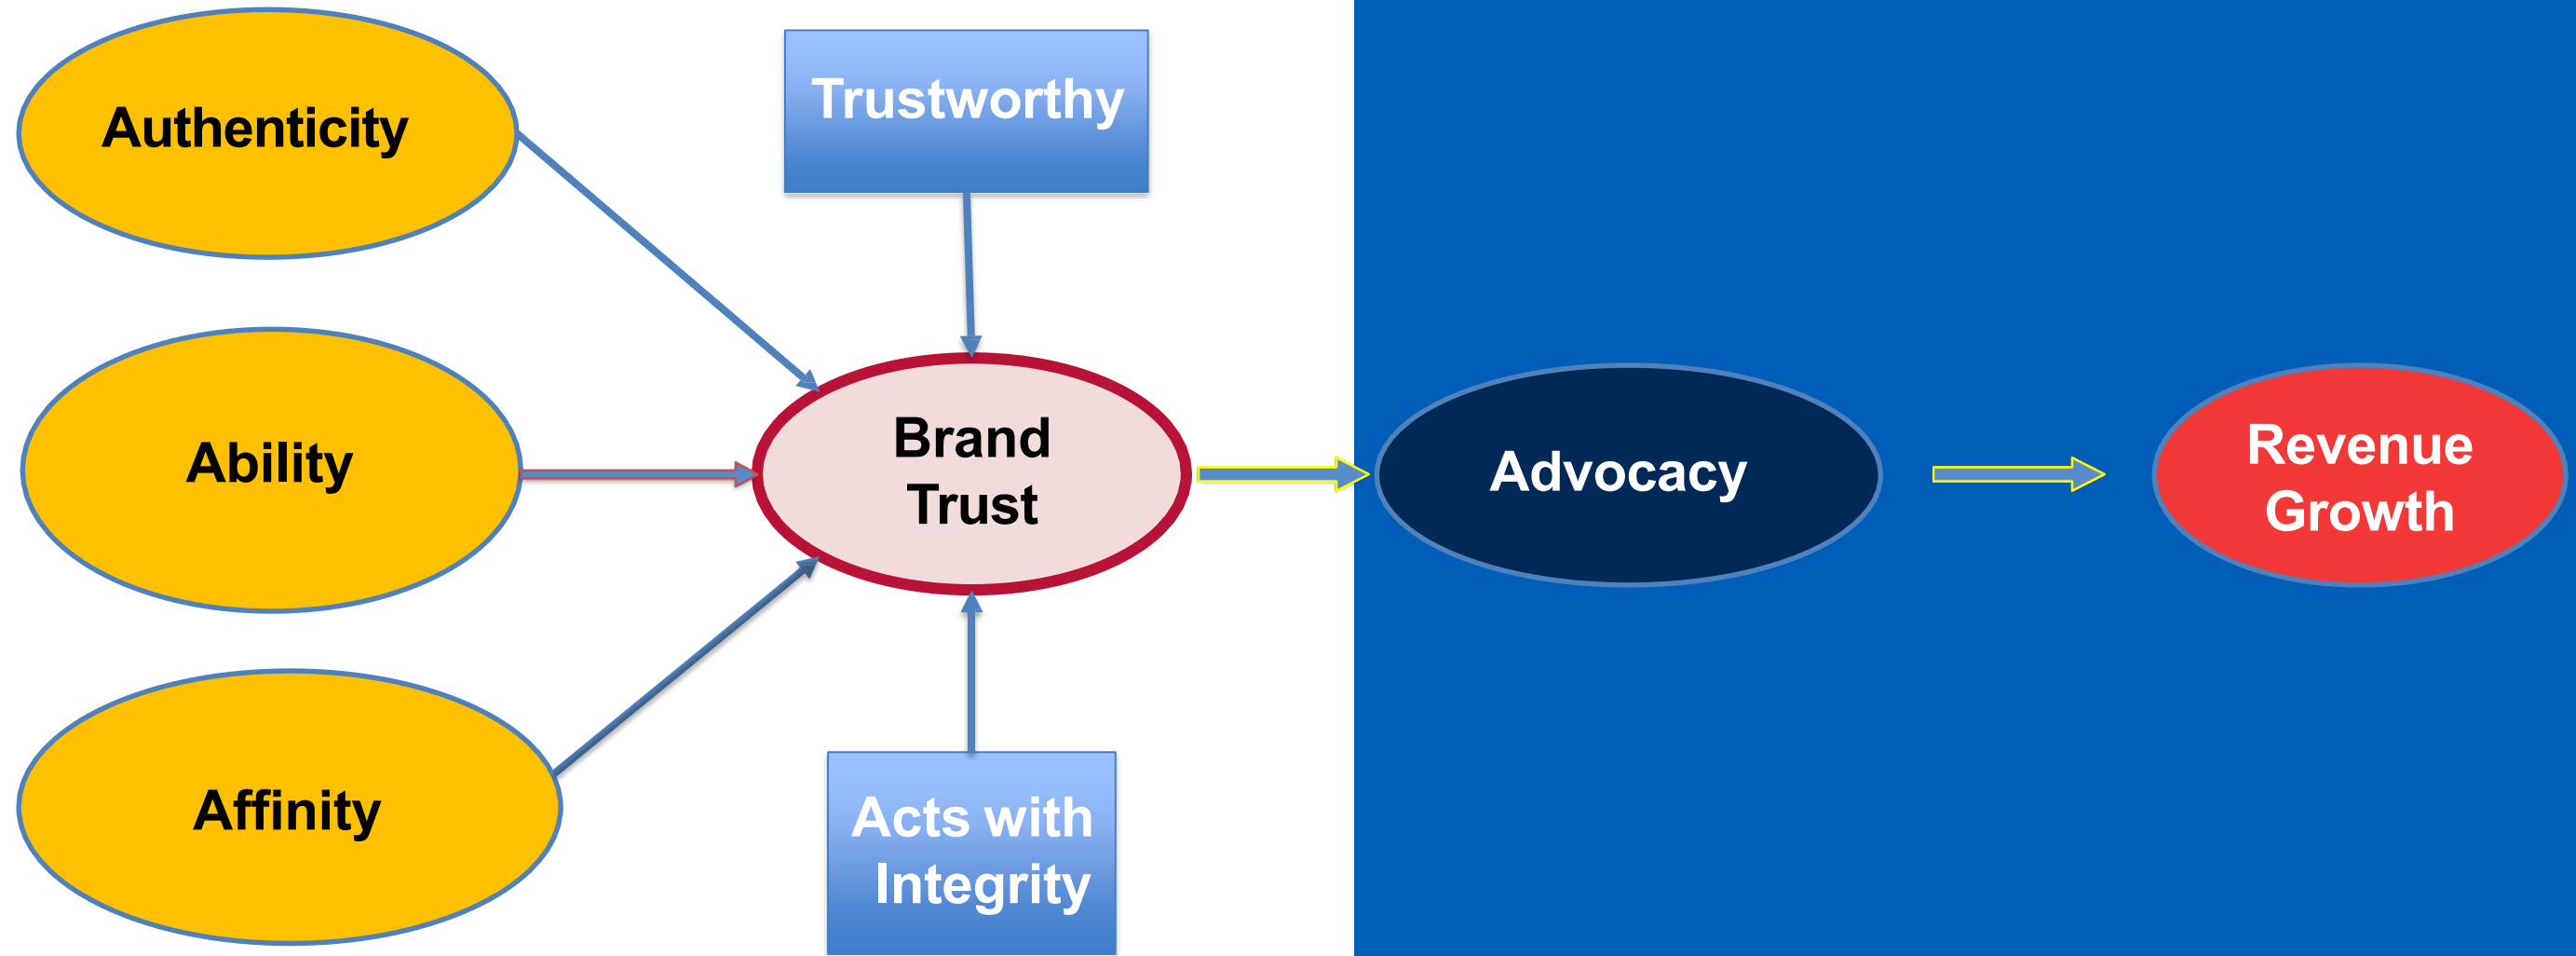 Authenticity
Trustworthy
Ability
Brand
Trust
Advocacy
Revenue
Growth
Affinity
Acts with
Integrity